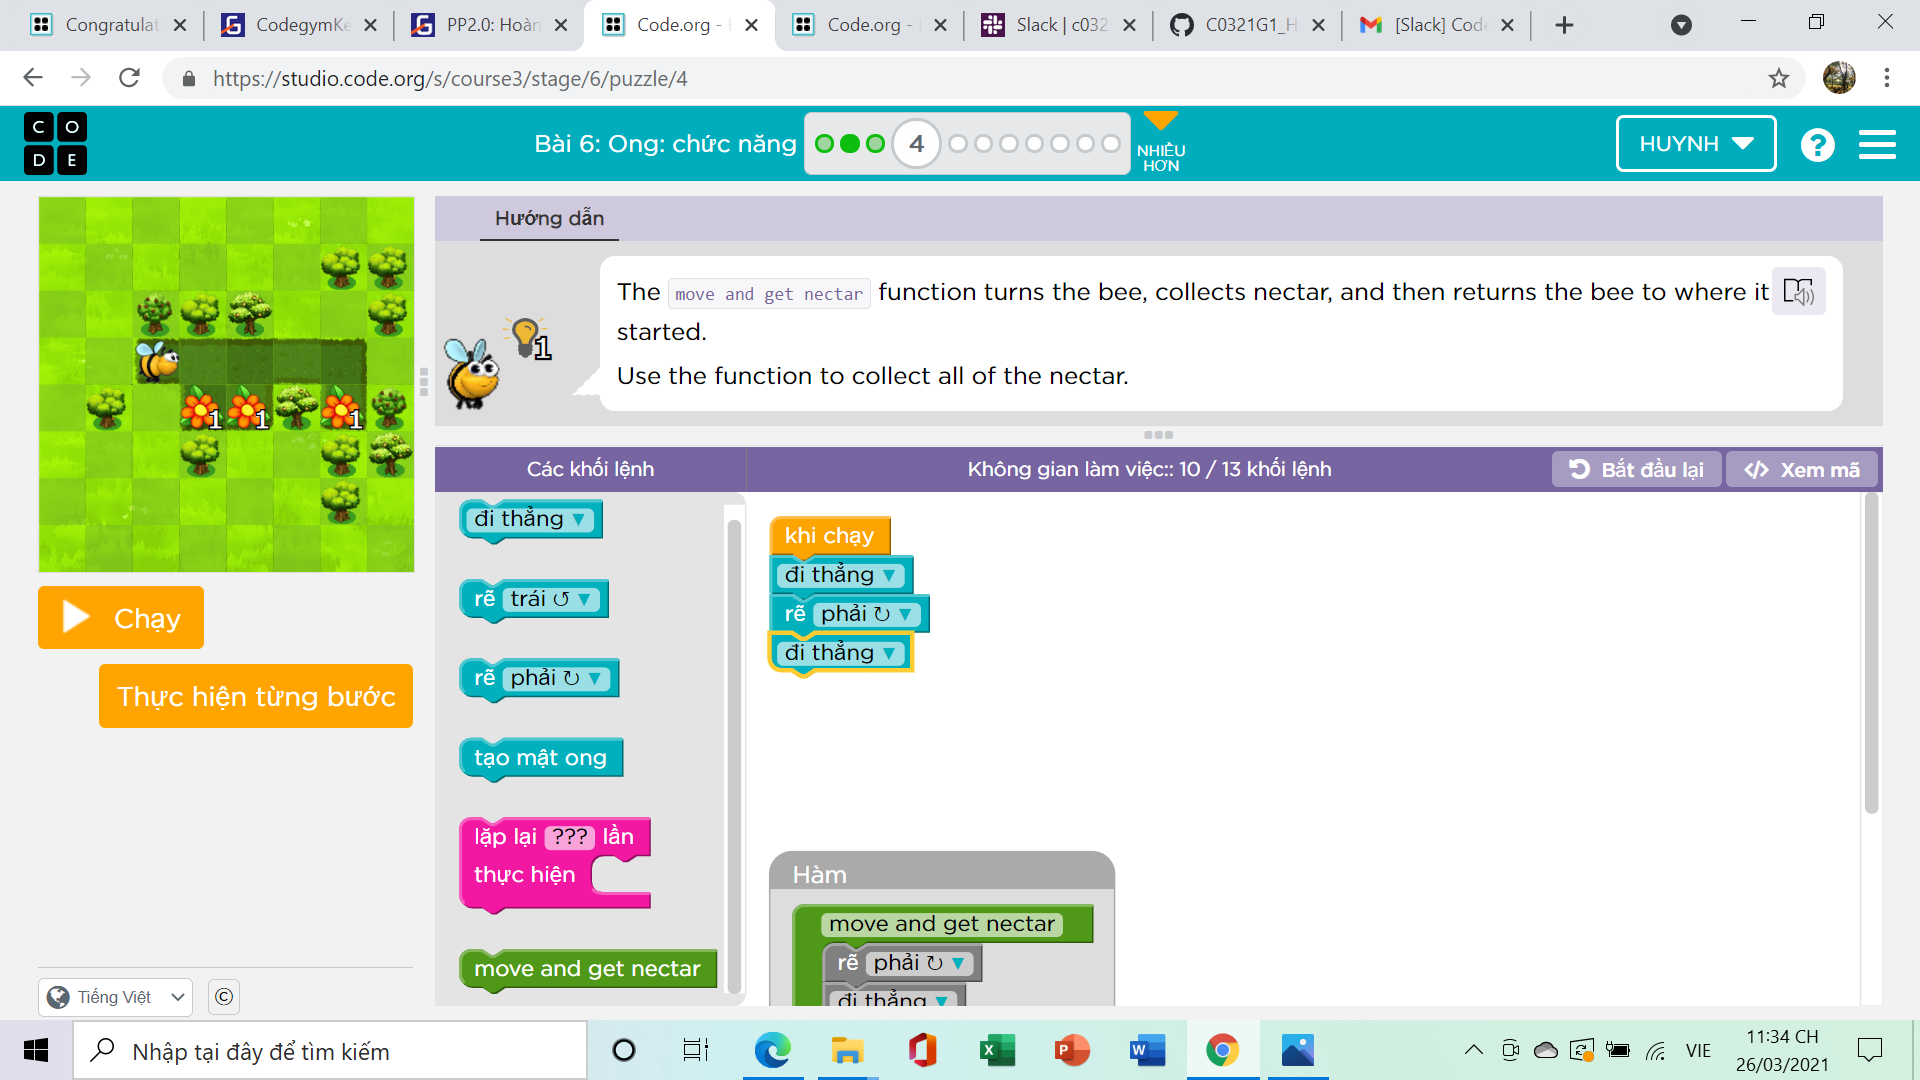 Congratulat
CodegymKe
PP2.0: Hoàn
Code.org -
Code.org -
Slack | c032
C0321G1_H
[Slack] Code
https://studio.code.org/s/course3/stage/6/puzzle/4
C O
D E
Bài 6: Ong: chức năng
4
NHIỀU
HƠN
HUYNH
?
Hướng dẫn
1
The move and get nectar function turns the bee, collects nectar, and then returns the bee to where it
started.
Use the function to collect all of the nectar.
1 1 1
Các khối lệnh
Không gian làm việc:: 10 / 13 khối lệnh
Bắt đầu lại
</> Xem mã
đi thẳng
rẽ trái ↺
rẽ phải ↻
tạo mật ong
lặp lại ??? lần
thực hiện
move and get nectar
khi chạy
đi thẳng
rẽ phải ↻
đi thẳng
Hàm
move and get nectar
rẽ phải ↻
đi thẳng
Chạy
Thực hiện từng bước
Tiếng Việt
©
Nhập tại đây để tìm kiếm
VIE
11:34 CH
26/03/2021